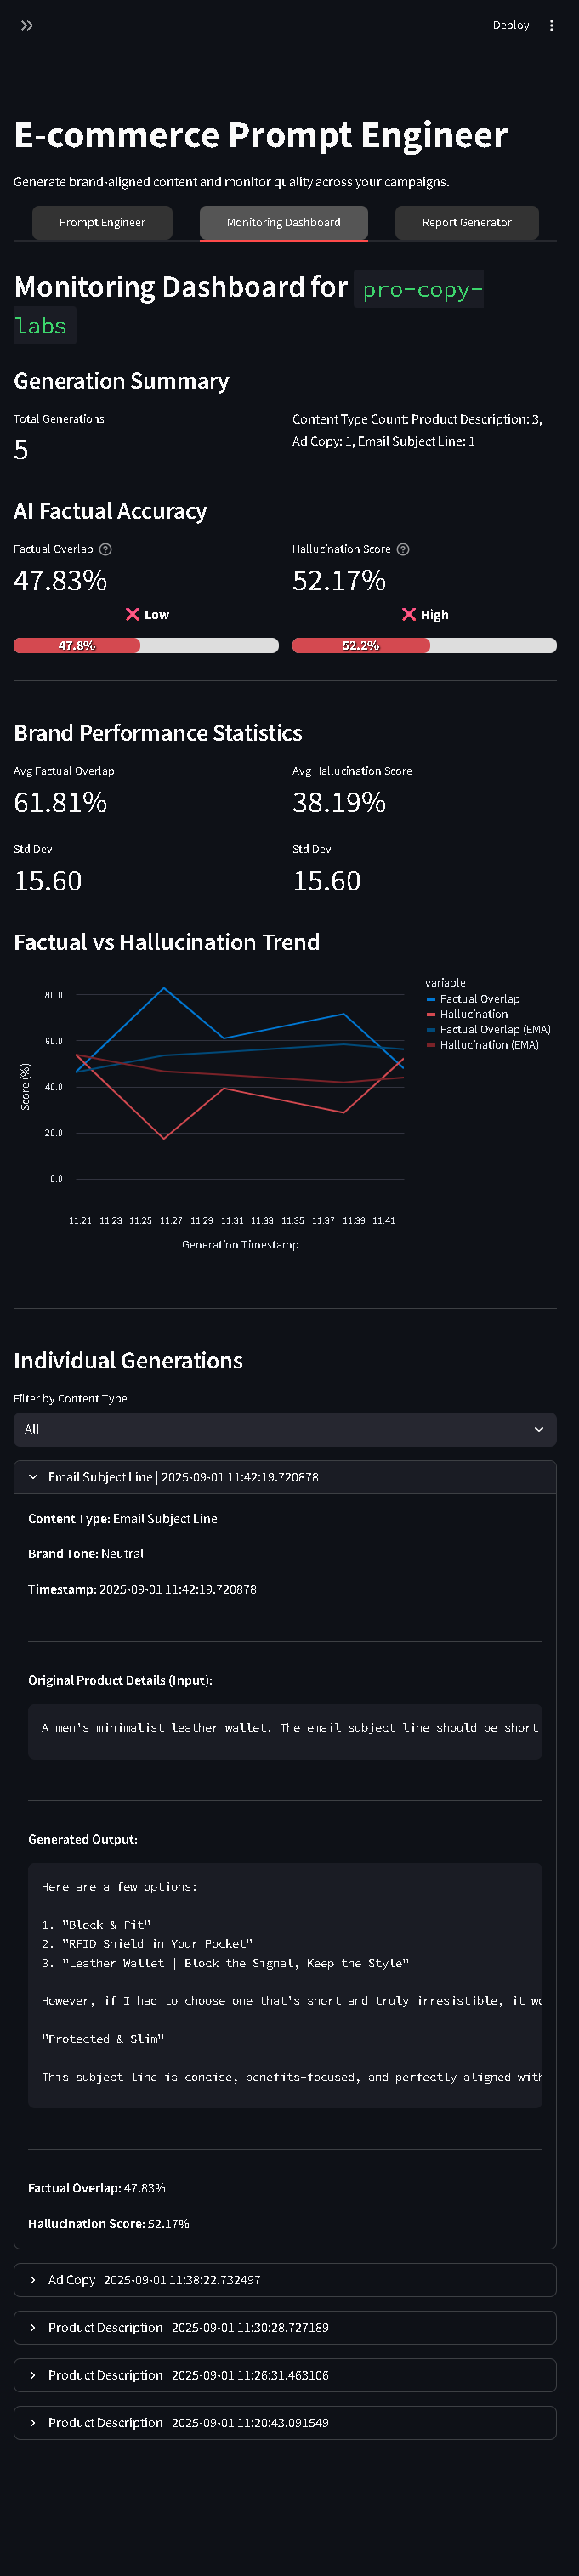 Deploy
E-commerce Prompt Engineer
Generate brand-aligned content and monitor quality across your campaigns.
Prompt Engineer
Monitoring Dashboard
Report Generator
Monitoring Dashboard for pro-copy-
labs
Generation Summary
Total Generations
5
Content Type Count: Product Description: 3,
Ad Copy: 1, Email Subject Line: 1
AI Factual Accuracy
Factual Overlap
47.83%
❌ Low
47.8%
Hallucination Score
52.17%
❌ High
52.2%
Brand Performance Statistics
Avg Factual Overlap
61.81%
Avg Hallucination Score
38.19%
Std Dev
15.60
Std Dev
15.60
Factual vs Hallucination Trend
variable
Factual Overlap
Hallucination
Factual Overlap (EMA)
Hallucination (EMA)
Score (%)
80.0
60.0
40.0
20.0
0.0
11:21 11:23 11:25 11:27 11:29 11:31 11:33 11:35 11:37 11:39 11:41
Generation Timestamp
Individual Generations
Filter by Content Type
All
Email Subject Line | 2025-09-01 11:42:19.720878
Content Type: Email Subject Line
Brand Tone: Neutral
Timestamp: 2025-09-01 11:42:19.720878
Original Product Details (Input):
A men's minimalist leather wallet. The email subject line should be short
Generated Output:
Here are a few options:
1. "Block & Fit"
2. "RFID Shield in Your Pocket"
3. "Leather Wallet | Block the Signal, Keep the Style"
However, if I had to choose one that's short and truly irresistible, it wo
"Protected & Slim"
This subject line is concise, benefits-focused, and perfectly aligned with
Factual Overlap: 47.83%
Hallucination Score: 52.17%
Ad Copy | 2025-09-01 11:38:22.732497
Product Description | 2025-09-01 11:30:28.727189
Product Description | 2025-09-01 11:26:31.463106
Product Description | 2025-09-01 11:20:43.091549